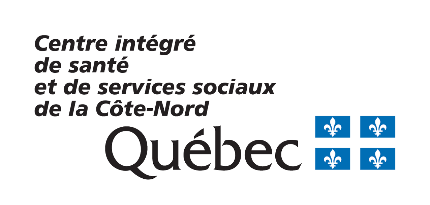 Centre intégré
de santé
et de services sociaux
de la Côte-Nord
Québec